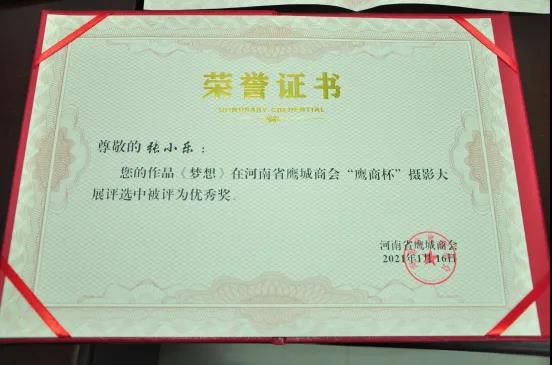 荣誉证书
HONORARY CREDENTIAL
尊敬的张小乐：
您的作品《梦想》在河南省鹰城商会“鹰商杯”摄影大
展评选中被评为优秀奖。
河南省鹰城商会
2021年1月16日